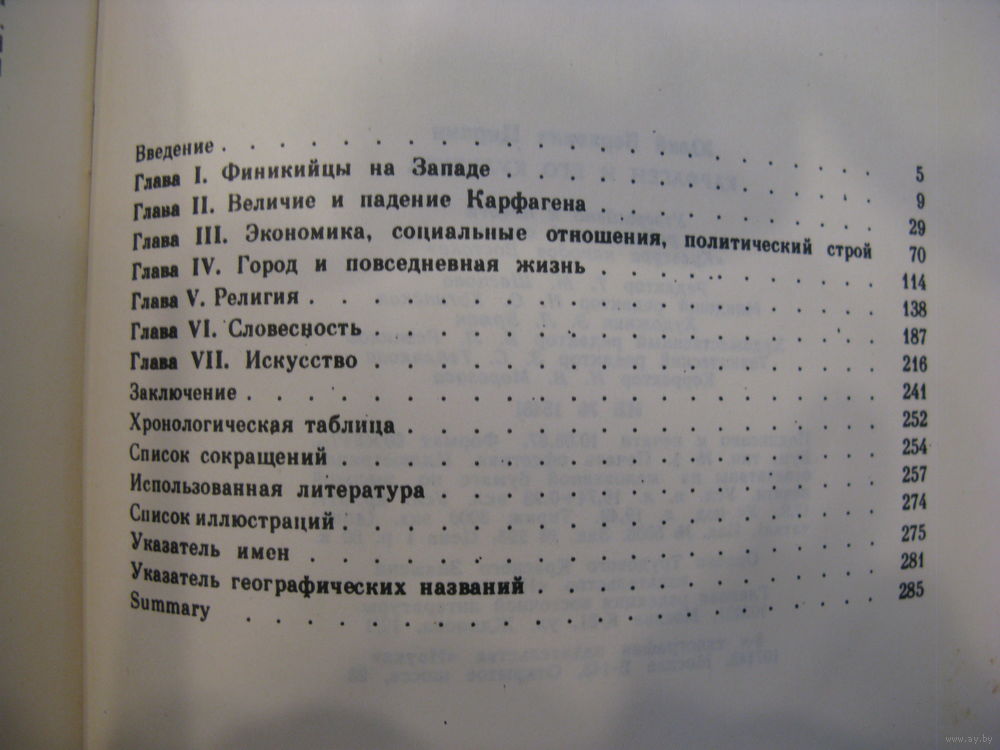 Введение . . . . . . . . . . . . . . . . . . 5
Глава I. Финикийцы на Западе . . . . . . . . . . . 9
Глава II. Величие и падение Карфагена . . . . . . . . 29
Глава III. Экономика, социальные отношения, политический строй 70
Глава IV. Город и повседневная жизнь . . . . . . . . 114
Глава V. Религия . . . . . . . . . . . . . . . . 138
Глава VI. Словесность . . . . . . . . . . . . . . 187
Глава VII. Искусство . . . . . . . . . . . . . . 216
Заключение . . . . . . . . . . . . . . . . . . 241
Хронологическая таблица . . . . . . . . . . . . . 252
Список сокращений . . . . . . . . . . . . . . . 254
Использованная литература . . . . . . . . . . . . 257
Список иллюстраций . . . . . . . . . . . . . . . 274
Указатель имен . . . . . . . . . . . . . . . . 275
Указатель географических названий . . . . . . . . . 281
Summary . . . . . . . . . . . . . . . . . . 285
www.ay.by